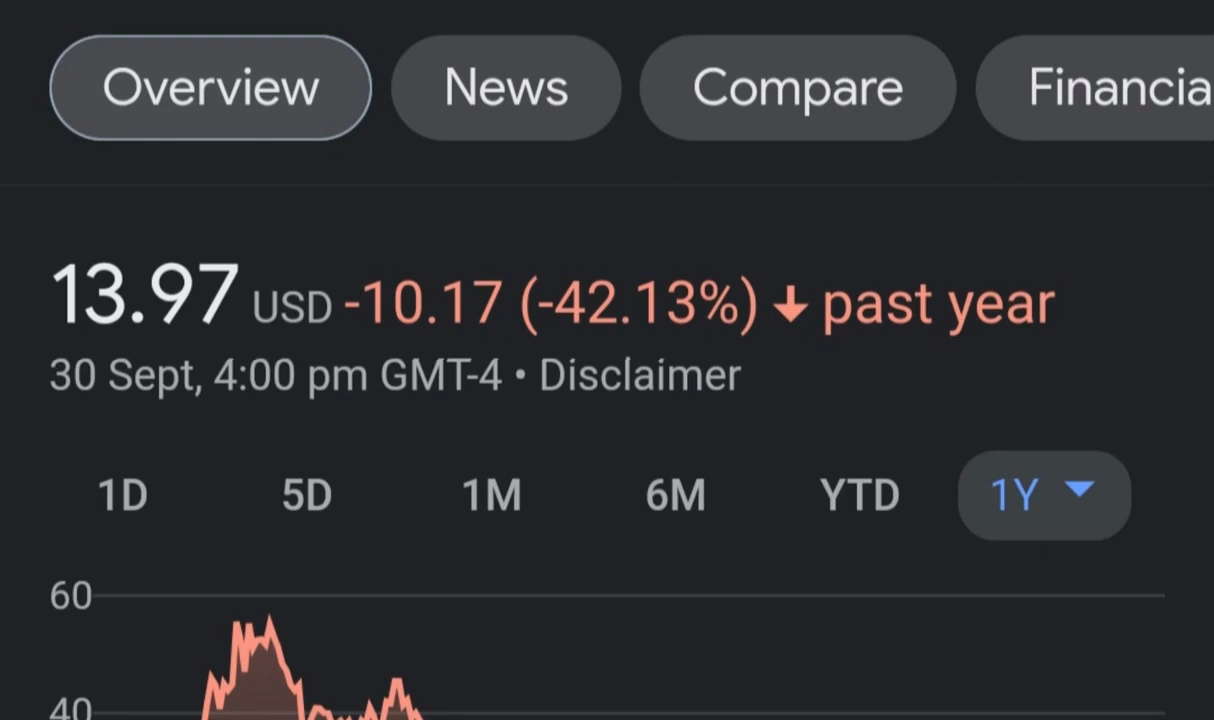 Overview News Compare Financia
13.97 USD -10.17 (-42.13%) ↓ past year
30 Sept, 4:00 pm GMT-4 • Disclaimer
1D 5D 1M 6M YTD 1Y
60
40